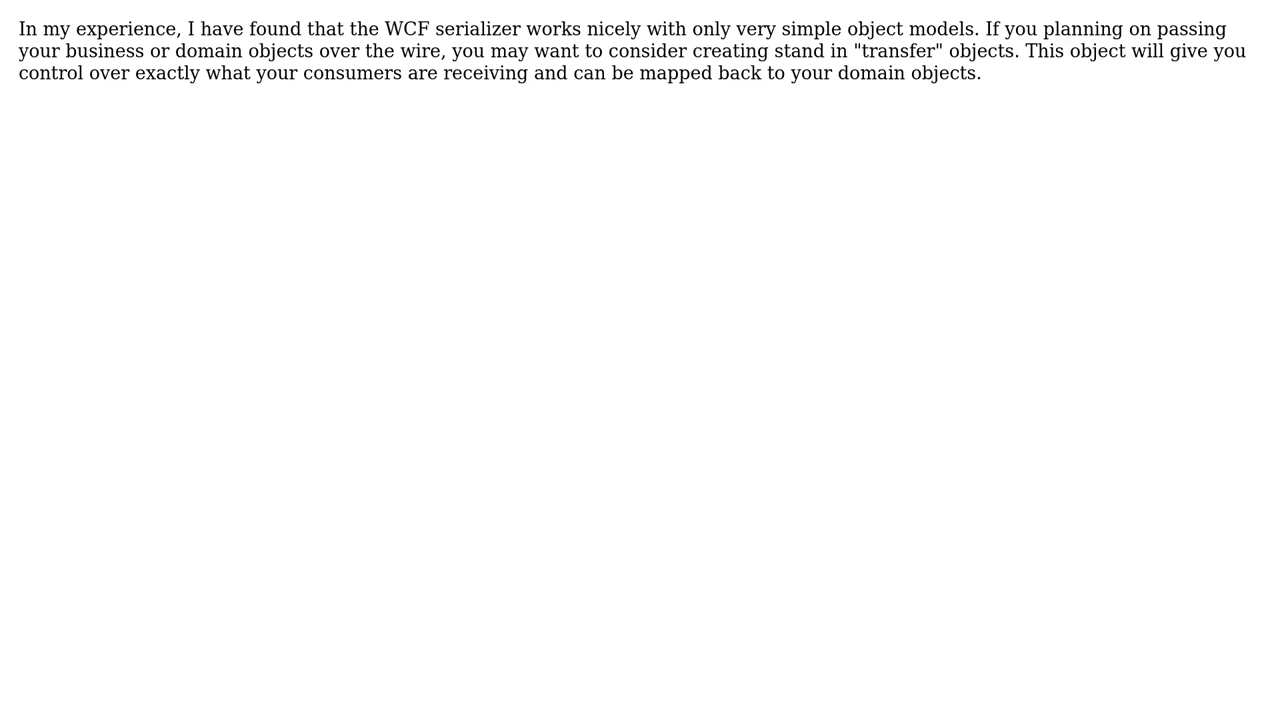 In my experience, I have found that the WCF serializer works nicely with only very simple object models. If you planning on passing
your business or domain objects over the wire, you may want to consider creating stand in "transfer" objects. This object will give you
control over exactly what your consumers are receiving and can be mapped back to your domain objects.